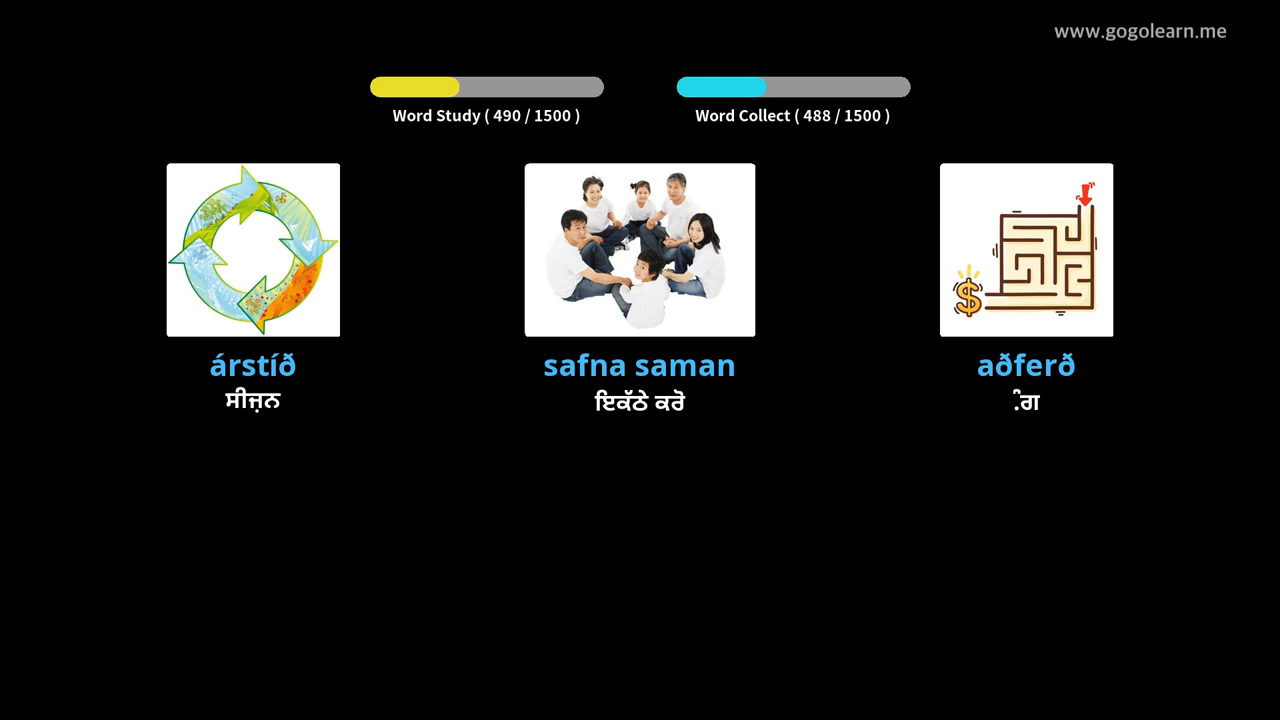 www.gogolearn.me
Word Study ( 490 / 1500 )
Word Collect ( 488 / 1500 )
árstíð
safna saman
aðferð
ਸੀਜ਼ਨ
ਇਕੱਠੇ ਕਰੋ
.ੰਗ